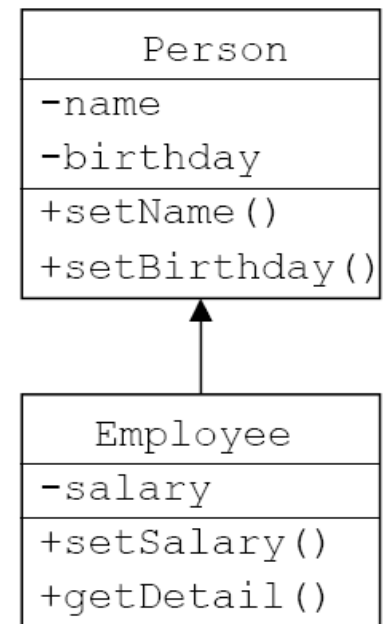 Person
-name
-birthday
+setName()
+setBirthday()
Employee
-salary
+setSalary()
+getDetail()